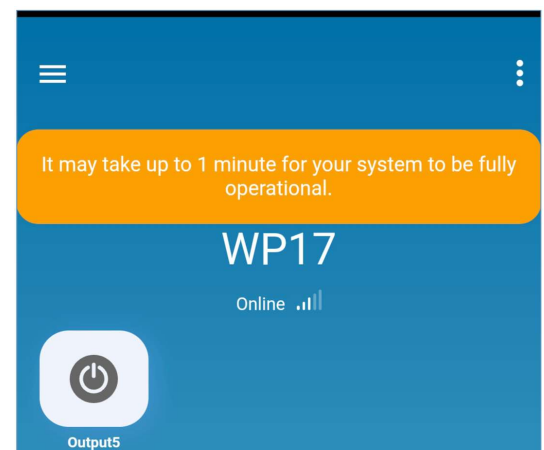 It may take up to 1 minute for your system to be fully
operational.
WP17
Online
Output5